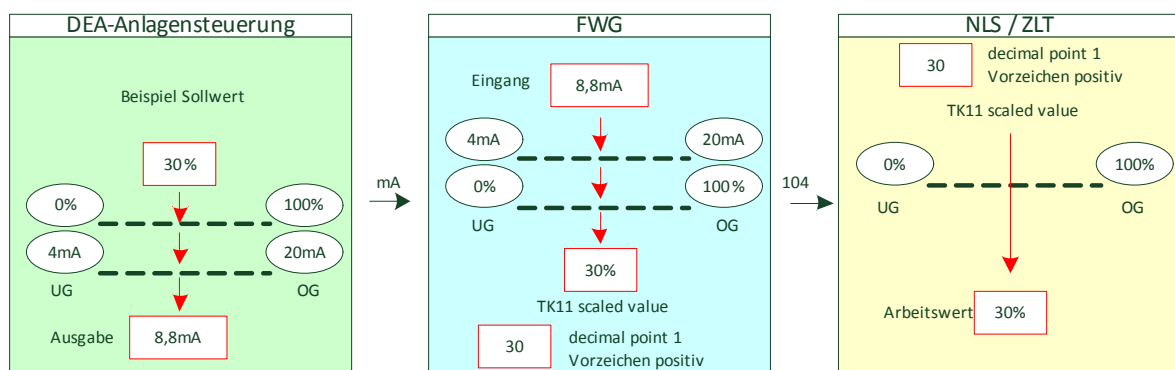 DEA-Anlagensteuerung
Beispiel Sollwert
30%
0%
100%
4mA
20mA
UG
OG
Ausgabe
8,8mA
mA
FWG
Eingang
8,8mA
4mA
20mA
0%
100%
UG
OG
30%
TK11 scaled value
30
decimal point 1
Vorzeichen positiv
104
NLS / ZLT
30
decimal point 1
Vorzeichen positiv
TK11 scaled value
0%
100%
UG
OG
Arbeitswert
30%